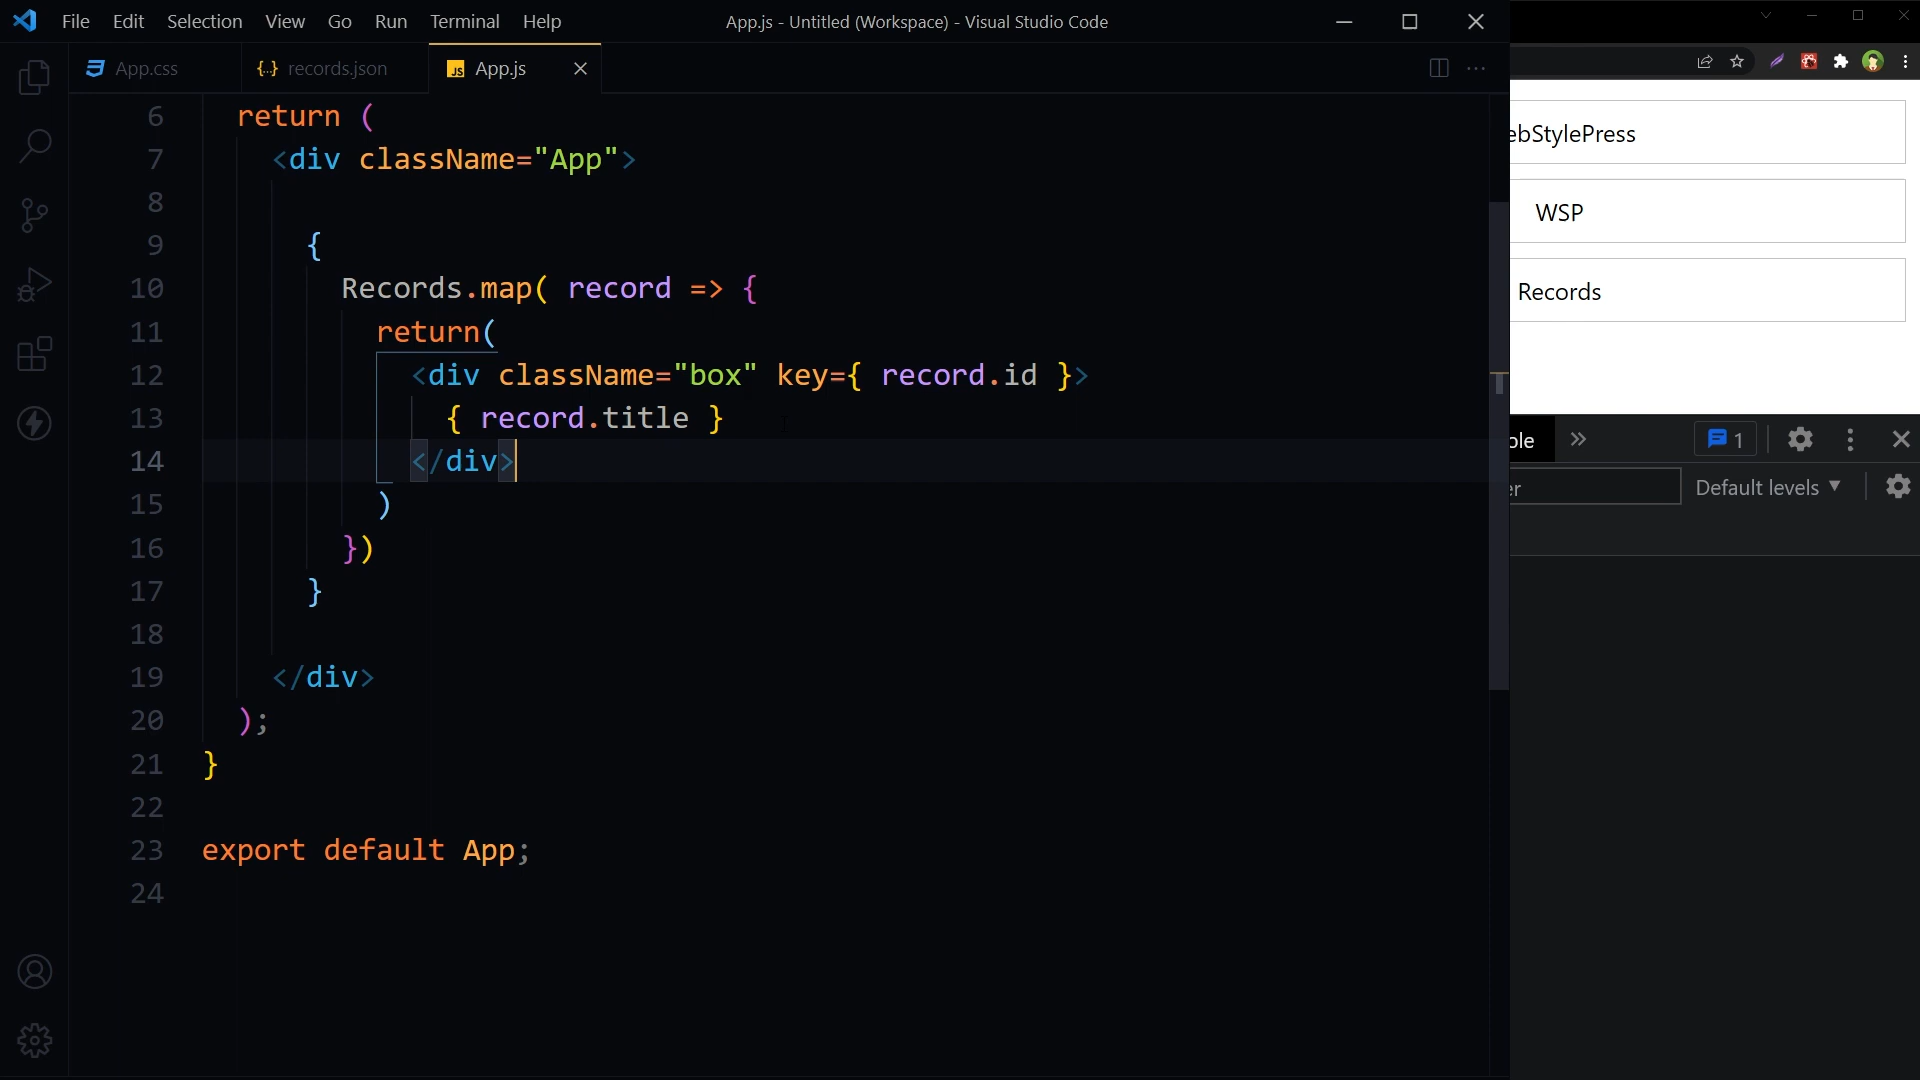 File Edit Selection View Go Run Terminal Help
App.js - Untitled (Workspace) - Visual Studio Code
App.css
records.json
JS App.js
6 return (
7 <div className="App">
8
9 {
10 Records.map( record => {
11 return(
12 <div className="box" key={ record.id }>
13 { record.title }
14 </div>
15 )
16 })
17 }
18
19 </div>
20 );
21 }
22
23 export default App;
24
ebStylePress
WSP
Records
ole
1
er
Default levels